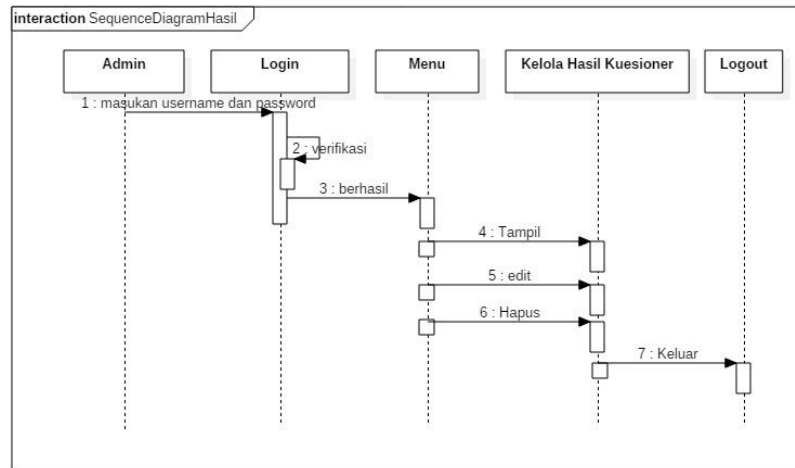 interaction SequenceDiagramHasil
Admin
Login
Menu
Kelola Hasil Kuesioner
Logout
1 : masukan username dan password
2 : verifikasi
3 : berhasil
4 : Tampil
5 : edit
6 : Hapus
7 : Keluar